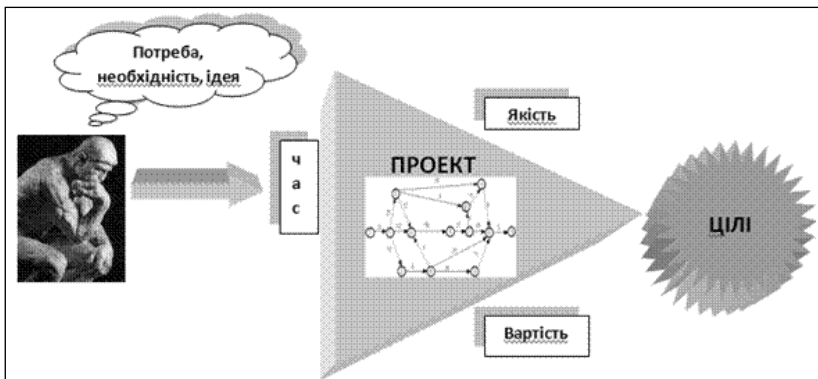 Потреба,
необхідність, ідея
Якість
ч
а
с
ПРОЕКТ
ЦІЛІ
Вартість